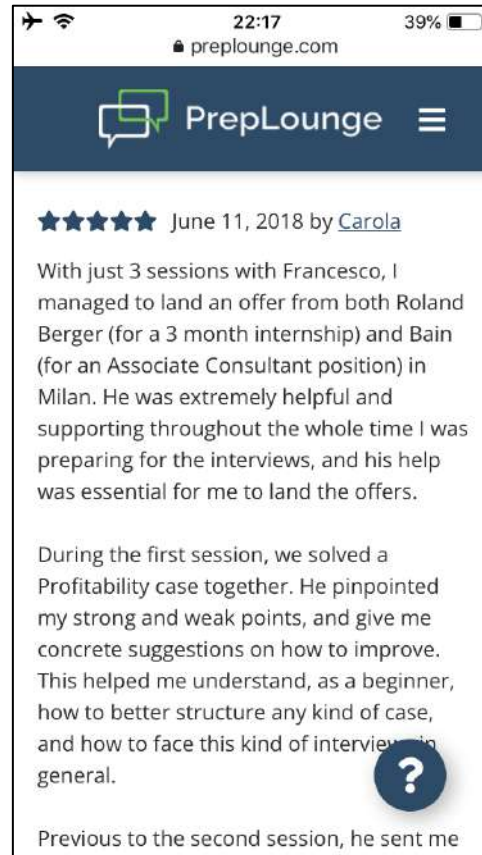 22:17
39%
preplounge.com
PrepLounge
June 11, 2018 by Carola
With just 3 sessions with Francesco, I
managed to land an offer from both Roland
Berger (for a 3 month internship) and Bain
(for an Associate Consultant position) in
Milan. He was extremely helpful and
supporting throughout the whole time I was
preparing for the interviews, and his help
was essential for me to land the offers.
During the first session, we solved a
Profitability case together. He pinpointed
my strong and weak points, and give me
concrete suggestions on how to improve.
This helped me understand, as a beginner,
how to better structure any kind of case,
and how to face this kind of interview in
general.
?
Previous to the second session, he sent me